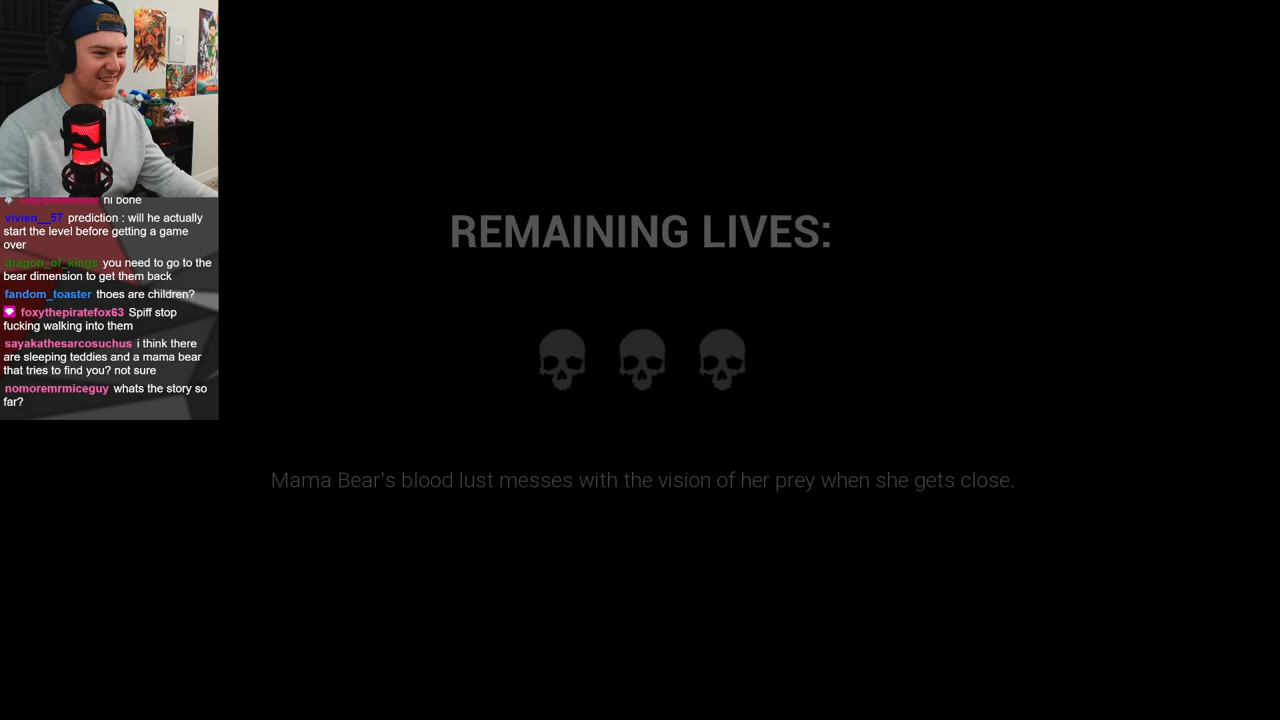 hi bone
vivien__57 prediction : will he actually
start the level before getting a game
over
dragon_of_kings you need to go to the
bear dimension to get them back
fandom_toaster thoes are children?
foxythepiratefox63 Spiff stop
fucking walking into them
sayakathesarcosuchus i think there
are sleeping teddies and a mama bear
that tries to find you? not sure
nomoremrmiceguy whats the story so
far?
REMAINING LIVES:
Mama Bear's blood lust messes with the vision of her prey when she gets close.